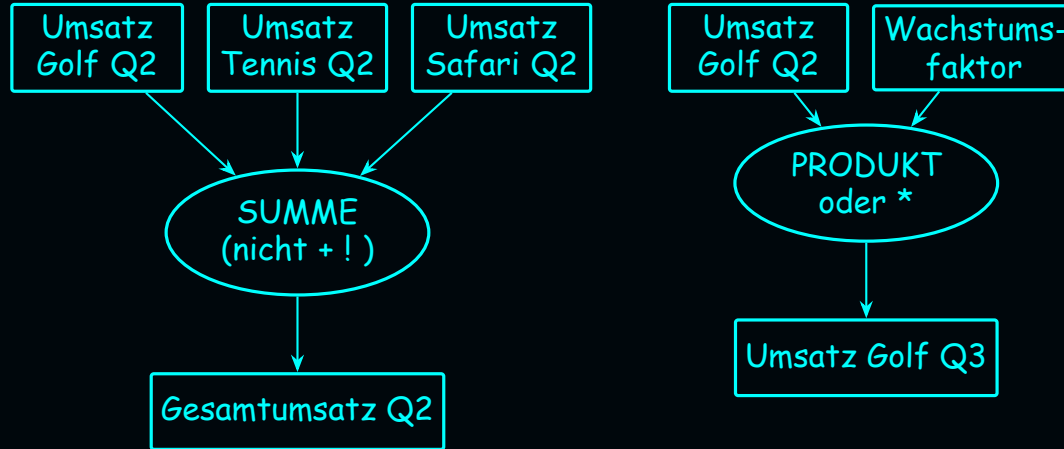 Umsatz
Golf Q2
Umsatz
Tennis Q2
Umsatz
Safari Q2
SUMME
(nicht + ! )
Gesamtumsatz Q2
Umsatz
Golf Q2
Wachstums-
faktor
PRODUKT
oder *
Umsatz Golf Q3